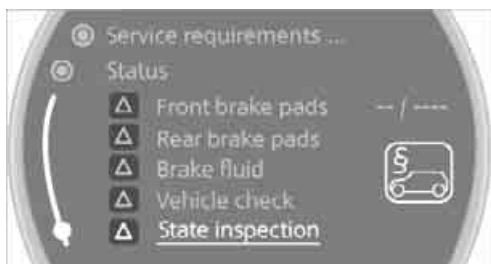 Service requirements ...
Status
Front brake pads -- / ----
Rear brake pads
Brake fluid
§
Vehicle check
State inspection